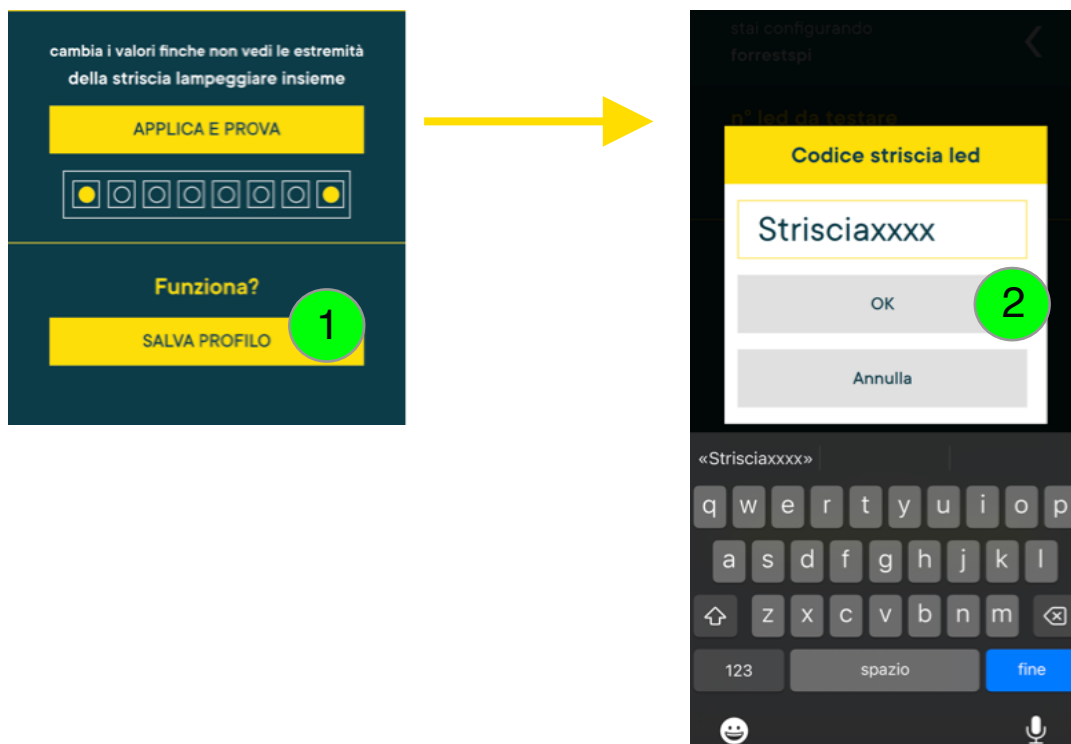 cambia i valori finche non vedi le estremità
della striscia lampeggiare insieme
APPLICA E PROVA
Funziona?
SALVA PROFILO
1
stai configurando
forrestspi
n° led da testare
Codice striscia led
Strisciaxxxx
OK
2
Annulla
«Strisciaxxxx»
q w e r t y u i o p
a s d f g h j k l
z x c v b n m
123 spazio fine